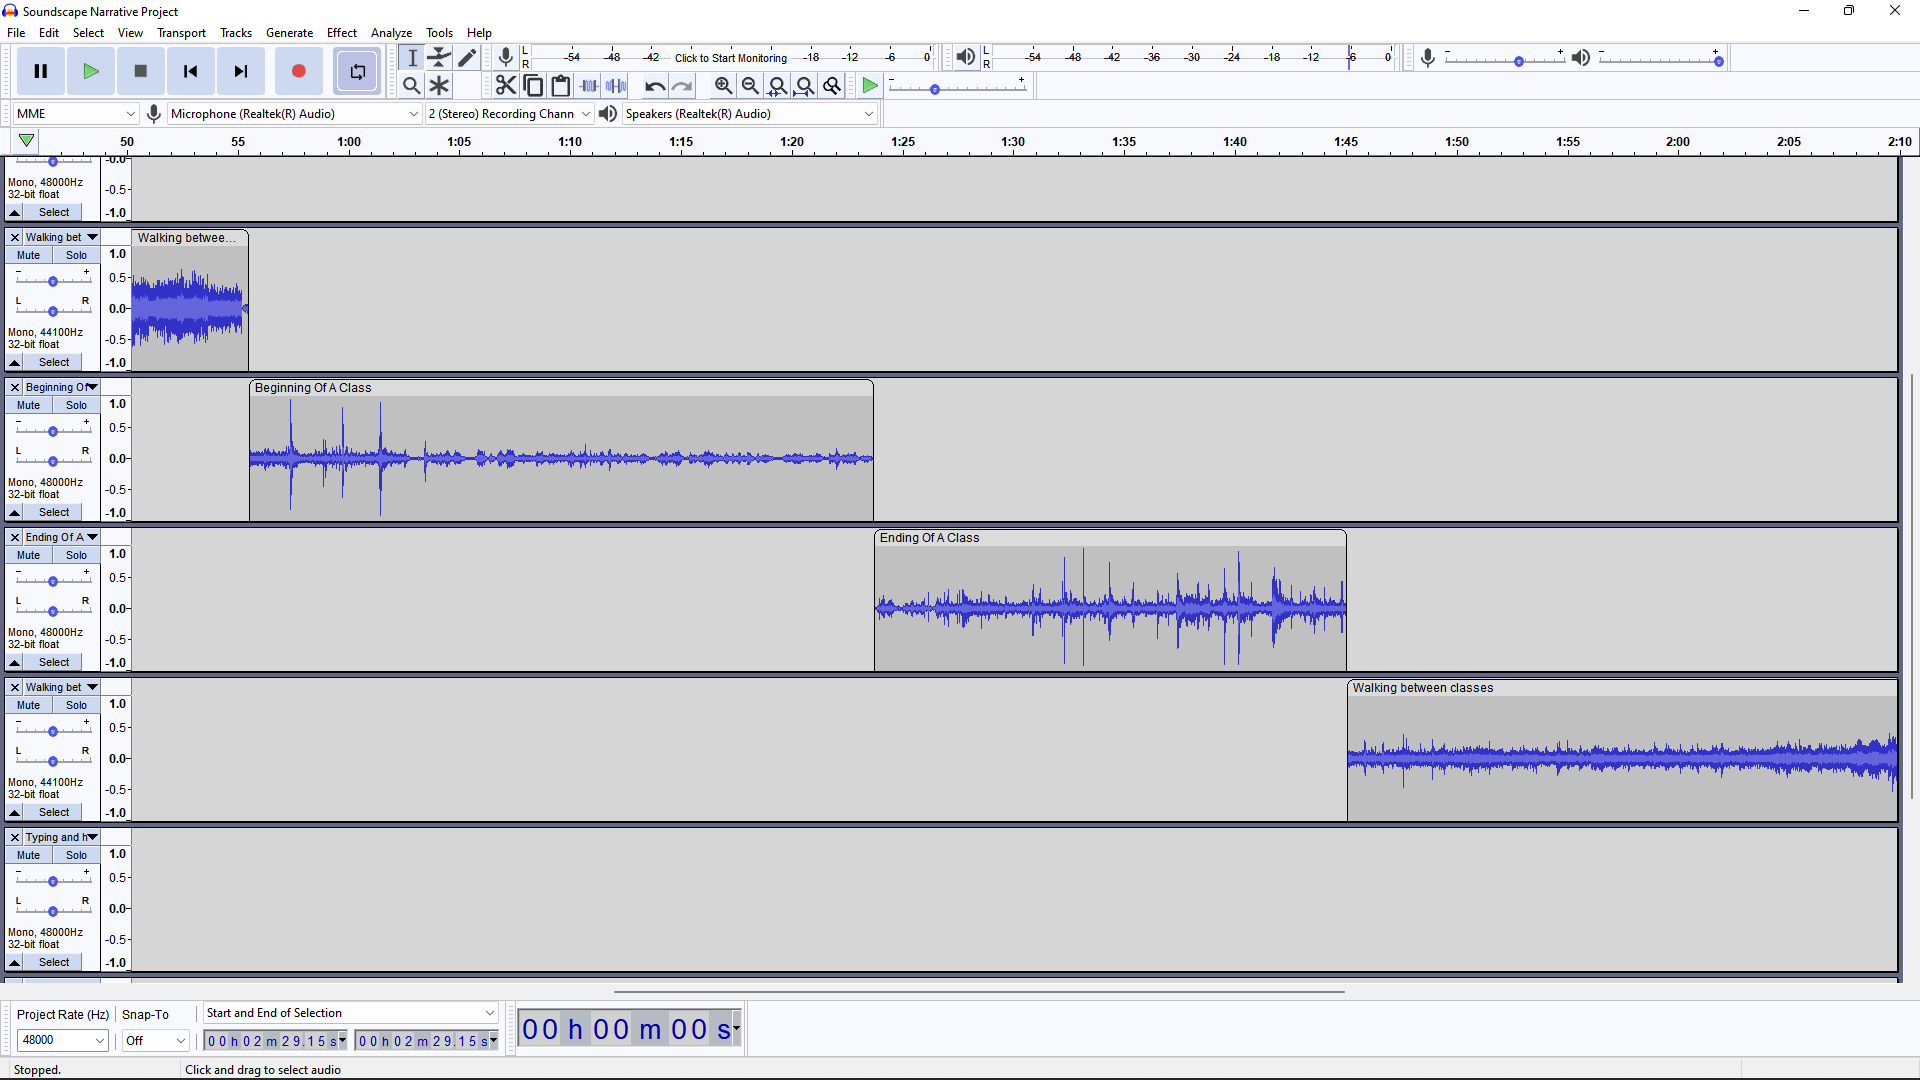 Soundscape Narrative Project
File Edit Select View Transport Tracks Generate Effect Analyze Tools Help
L R -54 -48 -42 Click to Start Monitoring -18 -12 -6 0
L R -54 -48 -42 -36 -30 -24 -18 -12 -6 0
- +
- +
- +
MME Microphone (Realtek(R) Audio) 2 (Stereo) Recording Chann Speakers (Realtek(R) Audio)
50 55 1:00 1:05 1:10 1:15 1:20 1:25 1:30 1:35 1:40 1:45 1:50 1:55 2:00 2:05 2:10
-0.0
Mono, 48000Hz
32-bit float
-0.5
Select -1.0
Walking bet Walking betwee...
Mute Solo 1.0
- + 0.5
L R 0.0
Mono, 44100Hz
32-bit float -0.5
Select -1.0
Beginning Of Beginning Of A Class
Mute Solo 1.0
- + 0.5
L R 0.0
Mono, 48000Hz
32-bit float -0.5
Select -1.0
Ending Of A Ending Of A Class
Mute Solo 1.0
- + 0.5
L R 0.0
Mono, 48000Hz
32-bit float -0.5
Select -1.0
Walking bet Walking between classes
Mute Solo 1.0
- + 0.5
L R 0.0
Mono, 44100Hz
32-bit float -0.5
Select -1.0
Typing and h
Mute Solo 1.0
- + 0.5
L R 0.0
Mono, 48000Hz
32-bit float -0.5
Select -1.0
Project Rate (Hz) Snap-To Start and End of Selection
48000 Off 00h02m29.15s 00h02m29.15s
00h00m00s
Stopped. Click and drag to select audio